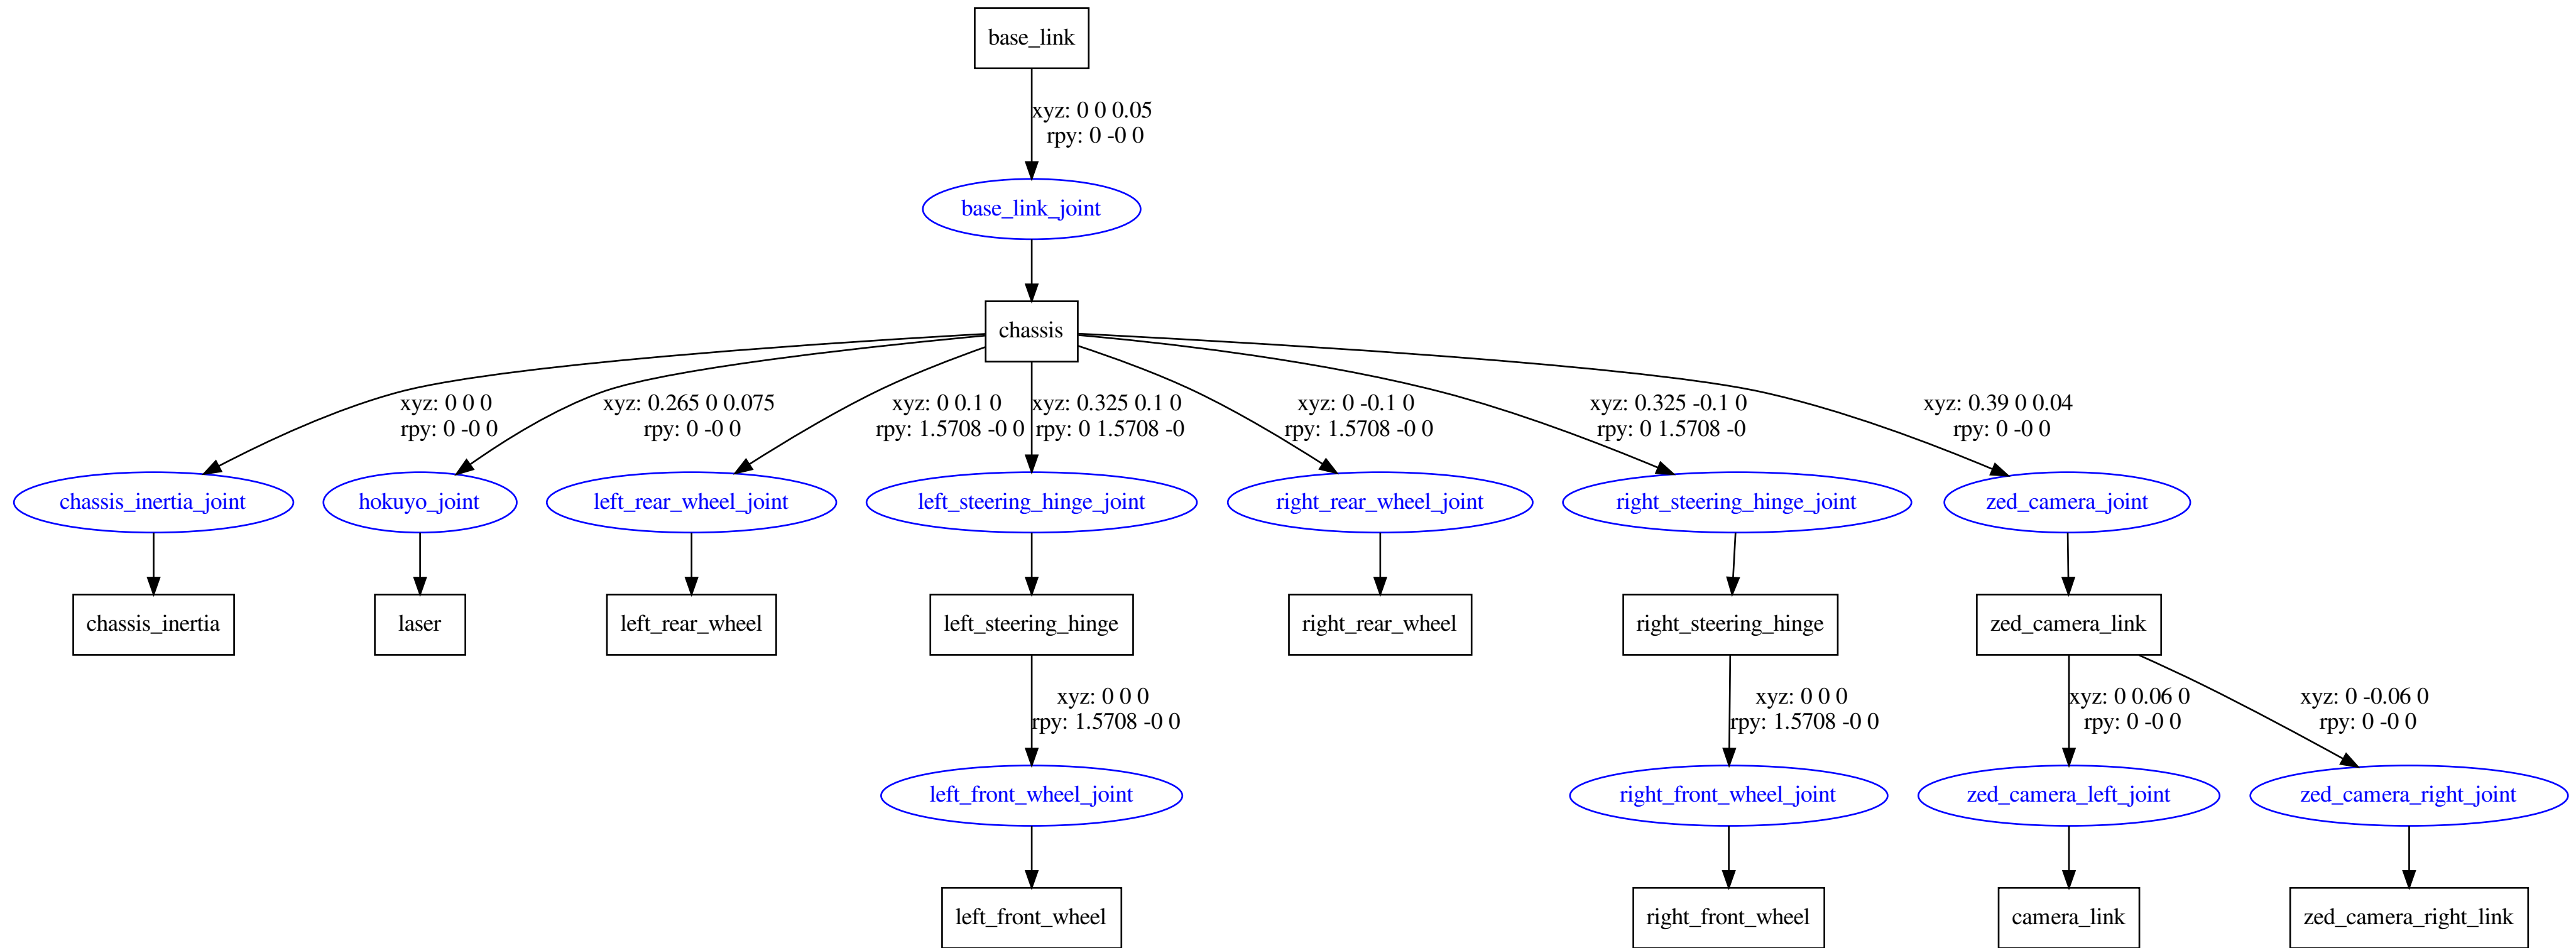 base_link
xyz: 0 0 0.05
rpy: 0 -0 0
base_link_joint
chassis
xyz: 0 0 0
rpy: 0 -0 0
xyz: 0.265 0 0.075
rpy: 0 -0 0
xyz: 0 0.1 0
rpy: 1.5708 -0 0
xyz: 0.325 0.1 0
rpy: 0 1.5708 -0
xyz: 0 -0.1 0
rpy: 1.5708 -0 0
xyz: 0.325 -0.1 0
rpy: 0 1.5708 -0
xyz: 0.39 0 0.04
rpy: 0 -0 0
chassis_inertia_joint
hokuyo_joint
left_rear_wheel_joint
left_steering_hinge_joint
right_rear_wheel_joint
right_steering_hinge_joint
zed_camera_joint
chassis_inertia
laser
left_rear_wheel
left_steering_hinge
right_rear_wheel
right_steering_hinge
zed_camera_link
xyz: 0 0 0
rpy: 1.5708 -0 0
xyz: 0 0 0
rpy: 1.5708 -0 0
xyz: 0 0.06 0
rpy: 0 -0 0
xyz: 0 -0.06 0
rpy: 0 -0 0
left_front_wheel_joint
right_front_wheel_joint
zed_camera_left_joint
zed_camera_right_joint
left_front_wheel
right_front_wheel
camera_link
zed_camera_right_link